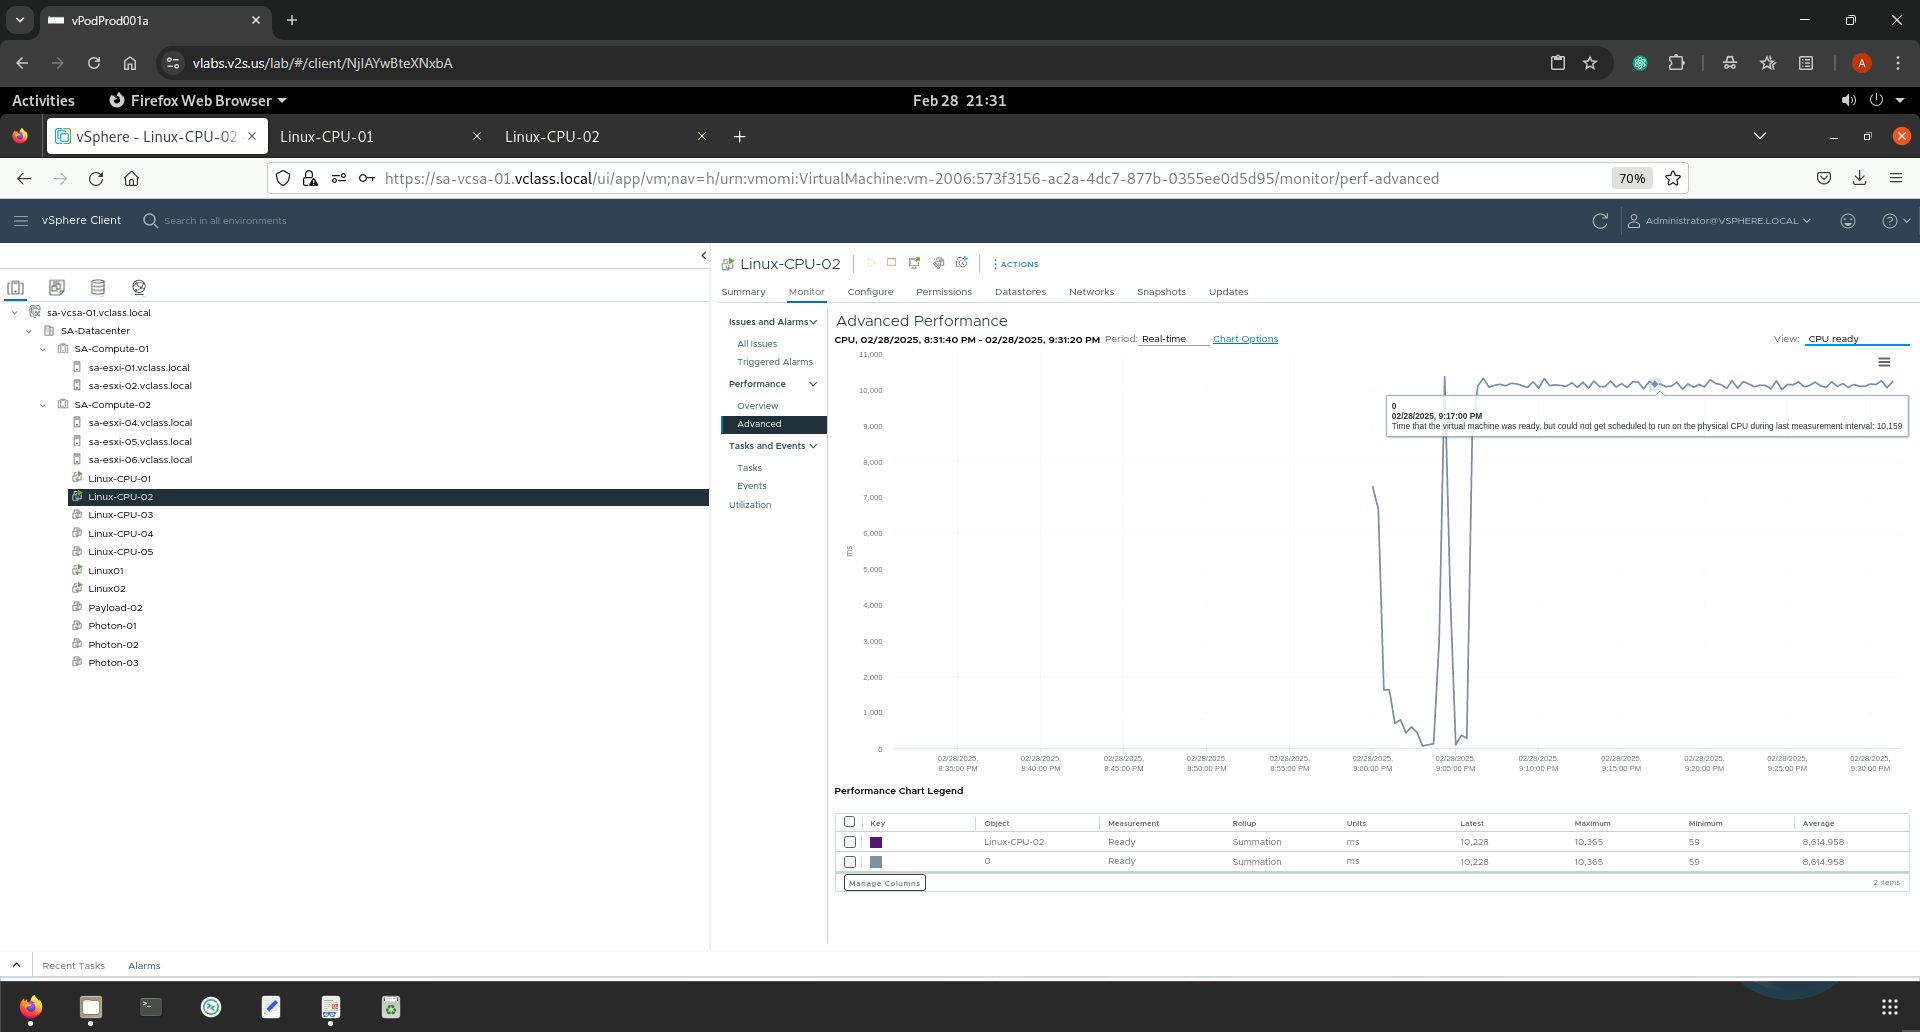 vPodProd001a
vlabs.v2s.us/lab/#/client/NjIAYwBteXNxbA
A
Activities
Firefox Web Browser
Feb 28 21:31
vSphere - Linux-CPU-02
Linux-CPU-01
Linux-CPU-02
https://sa-vcsa-01.vclass.local/ui/app/vm;nav=h/urn:vmomi:VirtualMachine:vm-2006:573f3156-ac2a-4dc7-877b-0355ee0d5d95/monitor/perf-advanced
70%
vSphere Client
Search in all environments
Administrator@VSPHERE.LOCAL
sa-vcsa-01.vclass.local
SA-Datacenter
SA-Compute-01
sa-esxi-01.vclass.local
sa-esxi-02.vclass.local
SA-Compute-02
sa-esxi-04.vclass.local
sa-esxi-05.vclass.local
sa-esxi-06.vclass.local
Linux-CPU-01
Linux-CPU-02
Linux-CPU-03
Linux-CPU-04
Linux-CPU-05
Linux01
Linux02
Payload-02
Photon-01
Photon-02
Photon-03
Linux-CPU-02
ACTIONS
Summary Monitor Configure Permissions Datastores Networks Snapshots Updates
Issues and Alarms
All Issues
Triggered Alarms
Performance
Overview
Advanced
Tasks and Events
Tasks
Events
Utilization
Advanced Performance
CPU, 02/28/2025, 8:31:40 PM - 02/28/2025, 9:31:20 PM Period: Real-time Chart Options View: CPU ready
11,000
10,000
9,000
8,000
7,000
6,000
5,000
4,000
3,000
2,000
1,000
0
ms
0
02/28/2025, 9:17:00 PM
Time that the virtual machine was ready, but could not get scheduled to run on the physical CPU during last measurement interval: 10,159
02/28/2025, 8:35:00 PM
02/28/2025, 8:40:00 PM
02/28/2025, 8:45:00 PM
02/28/2025, 8:50:00 PM
02/28/2025, 8:55:00 PM
02/28/2025, 9:00:00 PM
02/28/2025, 9:05:00 PM
02/28/2025, 9:10:00 PM
02/28/2025, 9:15:00 PM
02/28/2025, 9:20:00 PM
02/28/2025, 9:25:00 PM
02/28/2025, 9:30:00 PM
Performance Chart Legend
Key Object Measurement Rollup Units Latest Maximum Minimum Average
Linux-CPU-02 Ready Summation ms 10,228 10,365 59 8,614.958
0 Ready Summation ms 10,228 10,365 59 8,614.958
Manage Columns
2 items
Recent Tasks Alarms